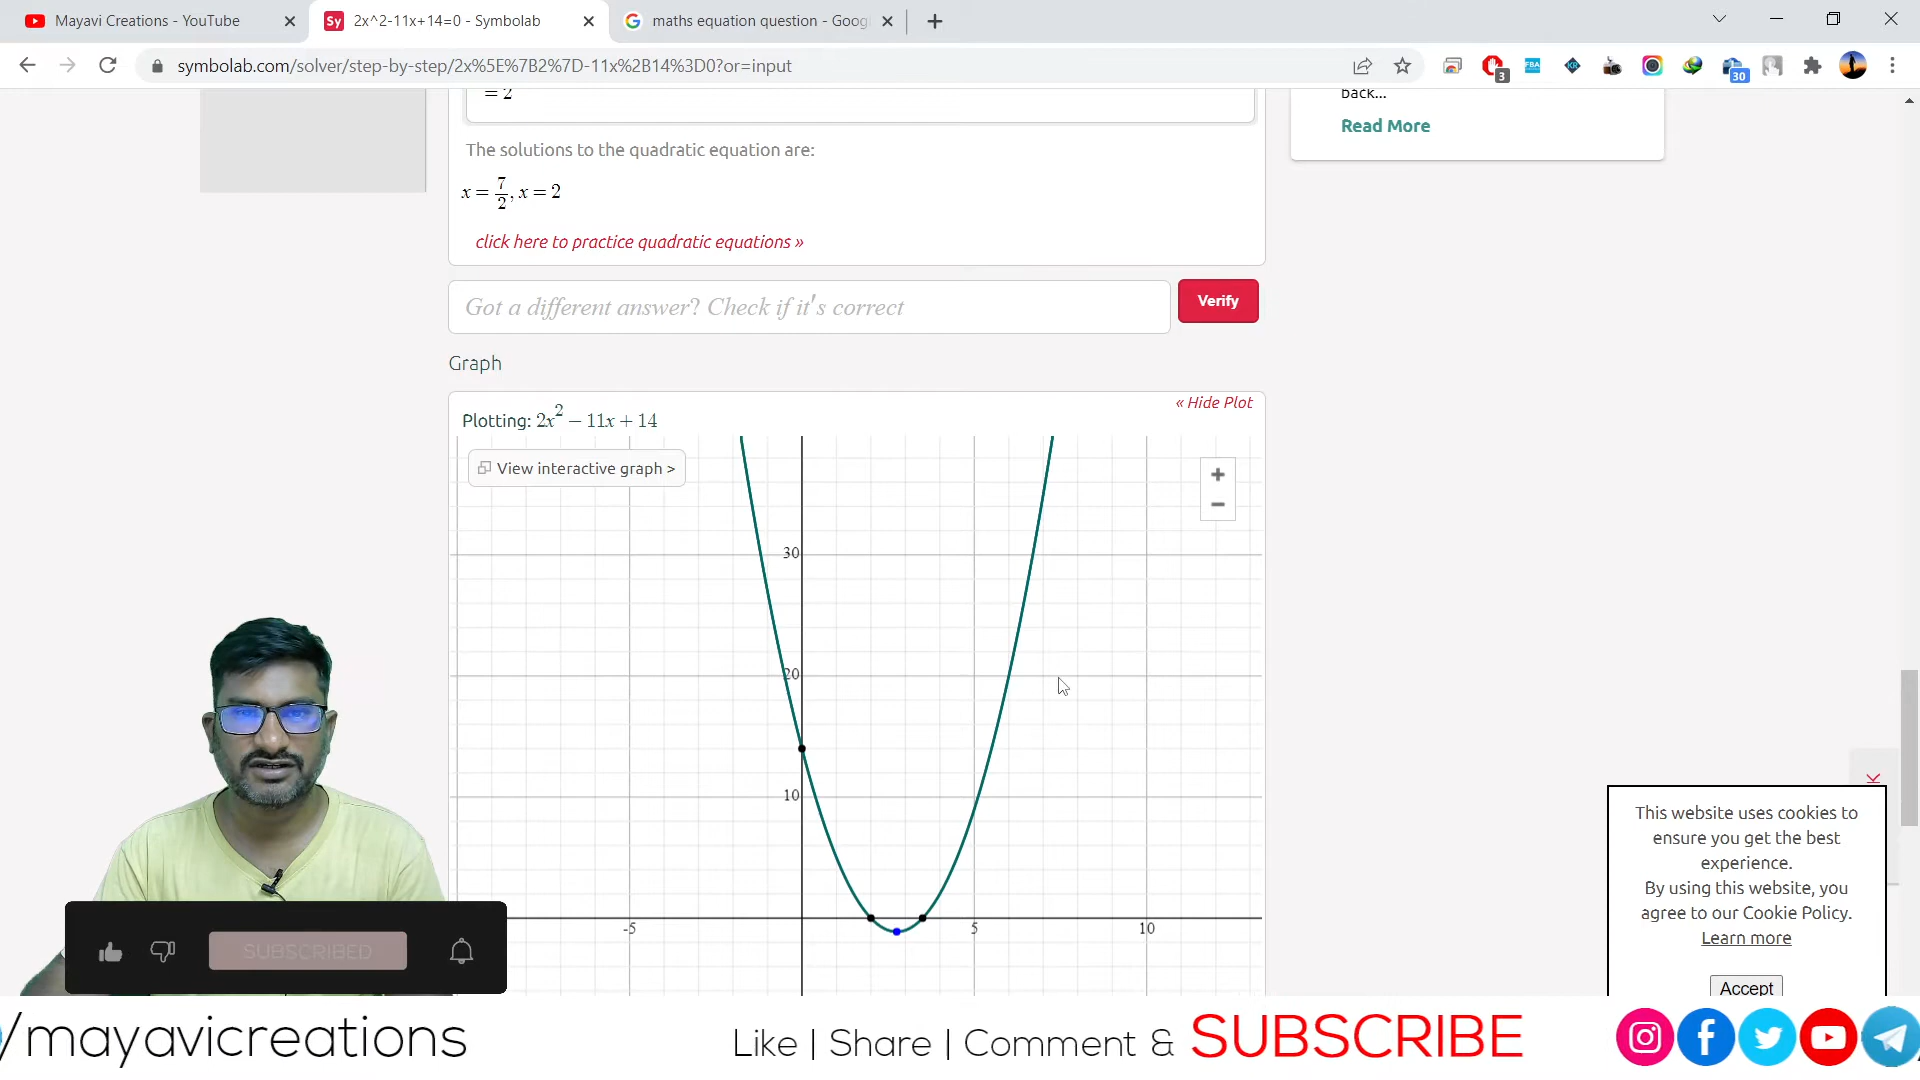 Mayavi Creations - YouTube
Sy 2x^2-11x+14=0 - Symbolab
maths equation question - Goog
symbolab.com/solver/step-by-step/2x%5E%7B2%7D-11x%2B14%3D0?or=input
3
FBA
30
= 2
back...
Read More
The solutions to the quadratic equation are:
x = 7/2, x = 2
click here to practice quadratic equations »
Got a different answer? Check if it's correct
Verify
Graph
« Hide Plot
Plotting: 2x² − 11x + 14
View interactive graph >
+
−
30
20
10
-5
5
10
This website uses cookies to
ensure you get the best
experience.
By using this website, you
agree to our Cookie Policy.
Learn more
Accept
SUBSCRIBED
/mayavicreations
Like | Share | Comment & SUBSCRIBE